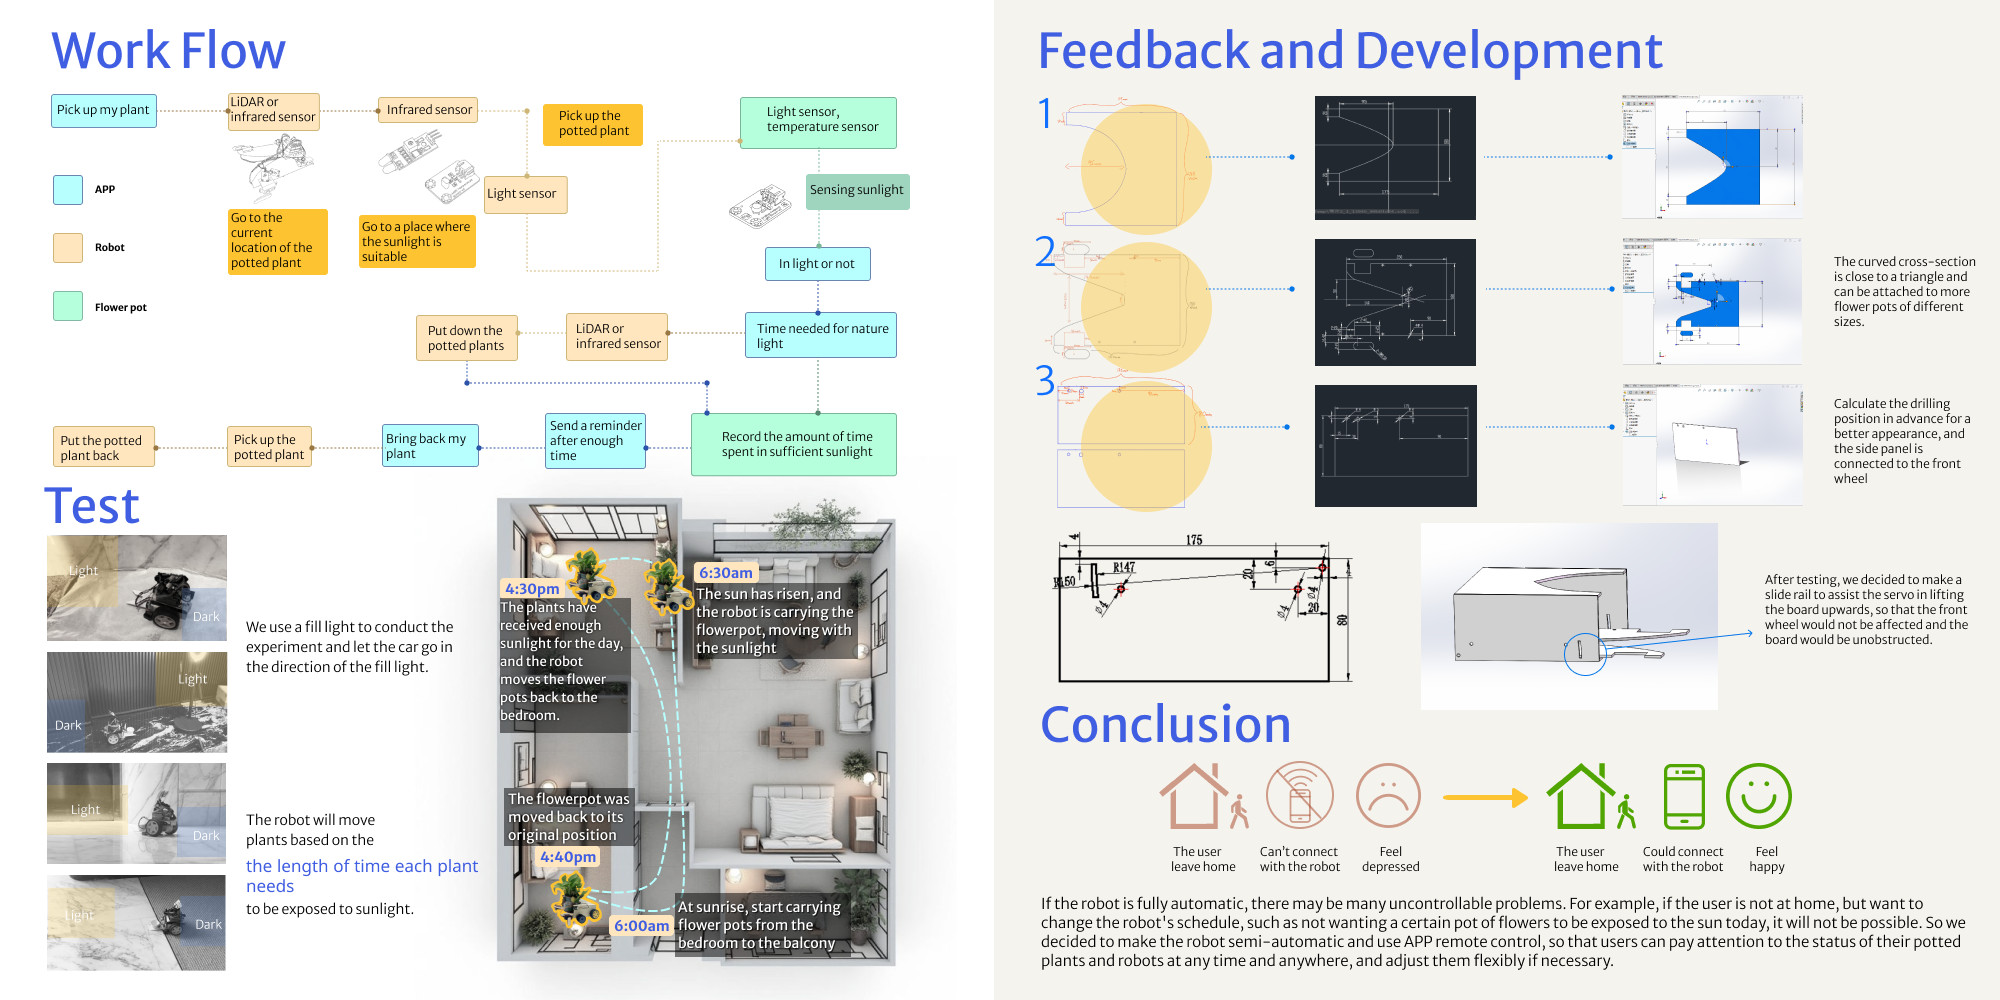 Work Flow
Pick up my plant
LiDAR or
infrared sensor
Infrared sensor
Pick up the
potted plant
Light sensor,
temperature sensor
APP
Light sensor
Sensing sunlight
Go to the
current
location of the
potted plant
Go to a place where
the sunlight is
suitable
Robot
In light or not
Flower pot
Put down the
potted plants
LiDAR or
infrared sensor
Time needed for nature
light
Put the potted
plant back
Pick up the
potted plant
Bring back my
plant
Send a reminder
after enough
time
Record the amount of time
spent in sufficient sunlight
Test
Light
Dark
We use a fill light to conduct the
experiment and let the car go in
the direction of the fill light.
Light
Dark
Light
Dark
The robot will move
plants based on the
the length of time each plant
needs
to be exposed to sunlight.
Light
Dark
4:30pm
The plants have
received enough
sunlight for the day,
and the robot
moves the flower
pots back to the
bedroom.
6:30am
The sun has risen, and
the robot is carrying the
flowerpot, moving with
the sunlight
The flowerpot was
moved back to its
original position
4:40pm
6:00am
At sunrise, start carrying
flower pots from the
bedroom to the balcony
Feedback and Development
1
2
The curved cross-section
is close to a triangle and
can be attached to more
flower pots of different
sizes.
3
Calculate the drilling
position in advance for a
better appearance, and
the side panel is
connected to the front
wheel
4
175
R150
R147
20
6
4
ø4
ø4
ø4
20
80
After testing, we decided to make a
slide rail to assist the servo in lifting
the board upwards, so that the front
wheel would not be affected and the
board would be unobstructed.
Conclusion
The user
leave home
Can't connect
with the robot
Feel
depressed
The user
leave home
Could connect
with the robot
Feel
happy
If the robot is fully automatic, there may be many uncontrollable problems. For example, if the user is not at home, but want to
change the robot's schedule, such as not wanting a certain pot of flowers to be exposed to the sun today, it will not be possible. So we
decided to make the robot semi-automatic and use APP remote control, so that users can pay attention to the status of their potted
plants and robots at any time and anywhere, and adjust them flexibly if necessary.